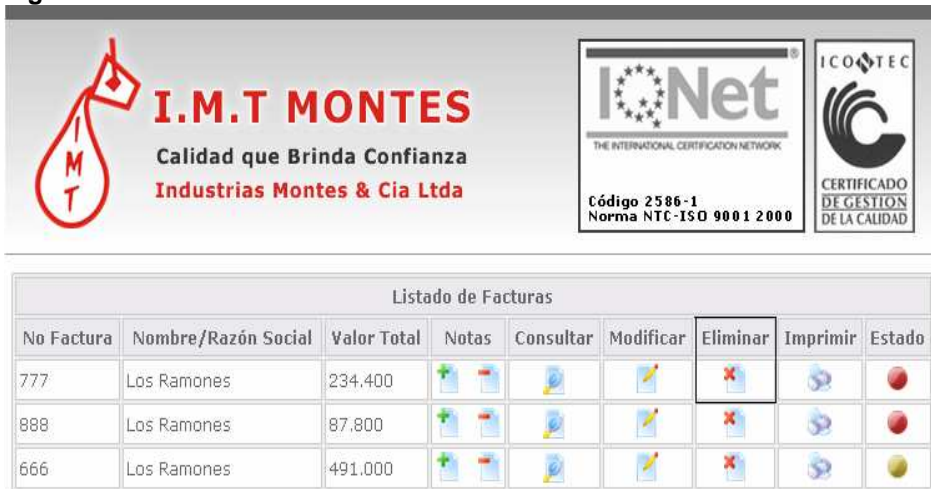 I.M.T MONTES
Calidad que Brinda Confianza
Industrias Montes & Cia Ltda
I
M
T
IQNet ®
THE INTERNATIONAL CERTIFICATION NETWORK
Código 2586-1
Norma NTC-ISO 9001 2000
ICONTEC
CERTIFICADO
DE GESTIÓN
DE LA CALIDAD
Listado de Facturas
No Factura Nombre/Razón Social Valor Total Notas Consultar Modificar Eliminar Imprimir Estado
777 Los Ramones 234.400
888 Los Ramones 87.800
666 Los Ramones 491.000